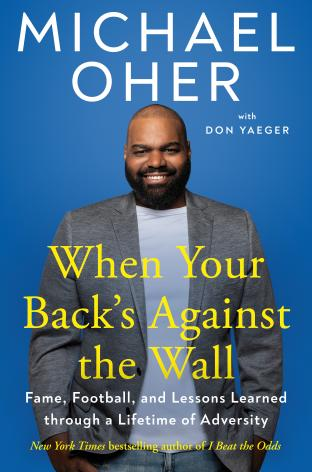 MICHAEL
OHER
with
DON YAEGER
When Your
Back's Against
the Wall
Fame, Football, and Lessons Learned
through a Lifetime of Adversity
New York Times bestselling author of I Beat the Odds